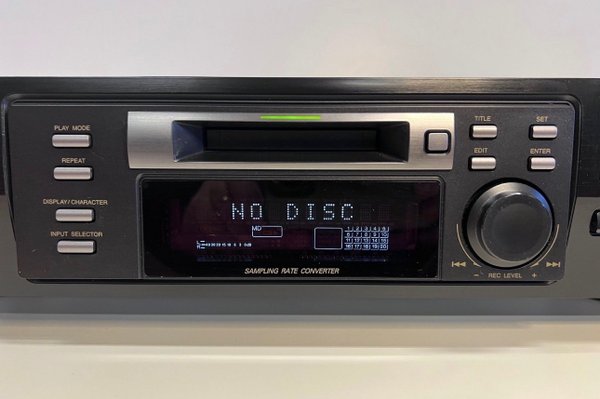 PLAY MODE
REPEAT
DISPLAY/CHARACTER
INPUT SELECTOR
NO DISC
MD
1 2 3 4 5
6 7 8 9 10
11 12 13 14 15
16 17 18 19 20
SAMPLING RATE CONVERTER
TITLE
SET
EDIT
ENTER
− REC LEVEL +